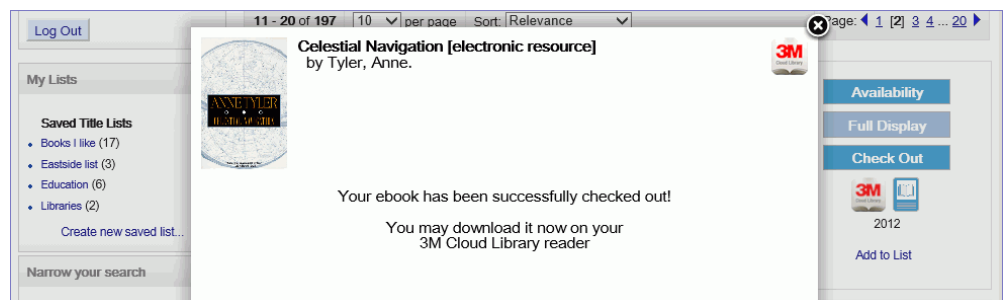 Log Out
11 - 20 of 197 10 per page Sort: Relevance Page: 1 [2] 3 4 ... 20
My Lists
Saved Title Lists
Books I like (17)
Eastside list (3)
Education (6)
Libraries (2)
Create new saved list...
Narrow your search
Celestial Navigation [electronic resource]
by Tyler, Anne.
3M
Cloud Library
ANNE TYLER
Your ebook has been successfully checked out!
You may download it now on your
3M Cloud Library reader
Availability
Full Display
Check Out
3M
Cloud Library
2012
Add to List